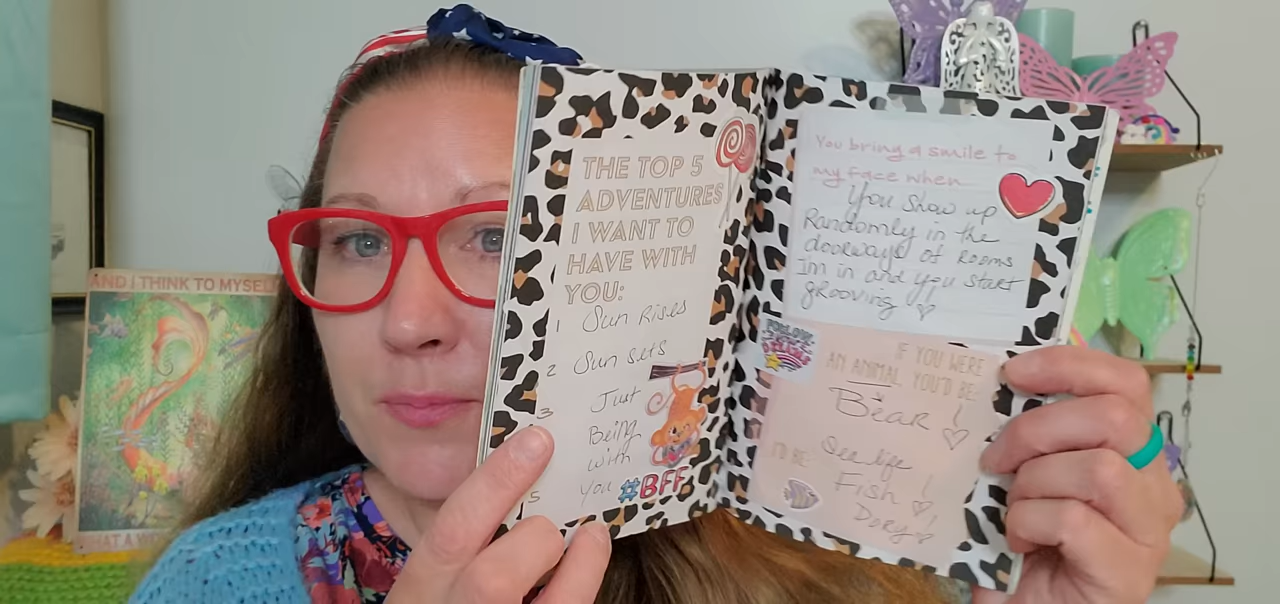 AND I THINK TO MYSELF
THE TOP 5
ADVENTURES
I WANT TO
HAVE WITH
YOU:
1 Sun Rises
2 Sun sets
3 Just
Being
with
5 you #BFF
You bring a smile to
my face when...
You show up
Randomly in the
doorways of rooms
Im in and you start
grooving
IF YOU WERE
AN ANIMAL YOU'D BE:
Bear !
I'D BE:
Fish !
Dory !